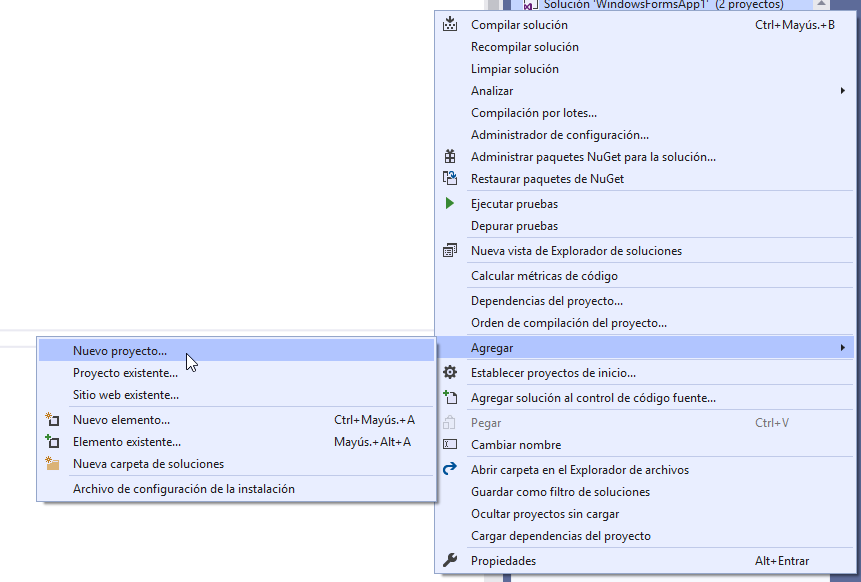 Solución 'WindowsFormsApp1' (2 proyectos)
Compilar solución Ctrl+Mayús.+B
Recompilar solución
Limpiar solución
Analizar
Compilación por lotes...
Administrador de configuración...
Administrar paquetes NuGet para la solución...
Restaurar paquetes de NuGet
Ejecutar pruebas
Depurar pruebas
Nueva vista de Explorador de soluciones
Calcular métricas de código
Dependencias del proyecto...
Orden de compilación del proyecto...
Agregar
Establecer proyectos de inicio...
Agregar solución al control de código fuente...
Pegar Ctrl+V
Cambiar nombre
Abrir carpeta en el Explorador de archivos
Guardar como filtro de soluciones
Ocultar proyectos sin cargar
Cargar dependencias del proyecto
Propiedades Alt+Entrar
Nuevo proyecto...
Proyecto existente...
Sitio web existente...
Nuevo elemento... Ctrl+Mayús.+A
Elemento existente... Mayús.+Alt+A
Nueva carpeta de soluciones
Archivo de configuración de la instalación